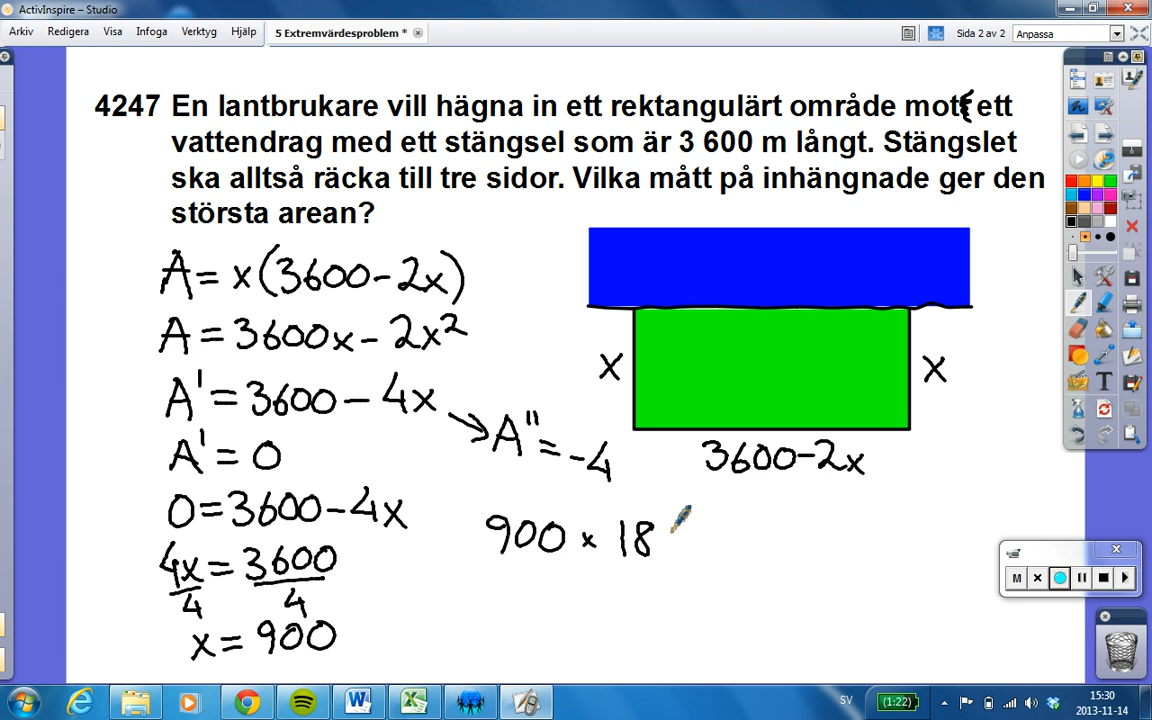 ActivInspire – Studio
Arkiv Redigera Visa Infoga Verktyg Hjälp 5 Extremvärdesproblem * Sida 2 av 2 Anpassa
4247 En lantbrukare vill hägna in ett rektangulärt område mot ett
vattendrag med ett stängsel som är 3 600 m långt. Stängslet
ska alltså räcka till tre sidor. Vilka mått på inhängnade ger den
största arean?
A = x(3600 - 2x)
A = 3600x - 2x²
A' = 3600 - 4x
A'' = -4
A' = 0
0 = 3600 - 4x
4x/4 = 3600/4
x = 900
x x
3600-2x
900 × 18
M
SV (1:22) 15:30
2013-11-14